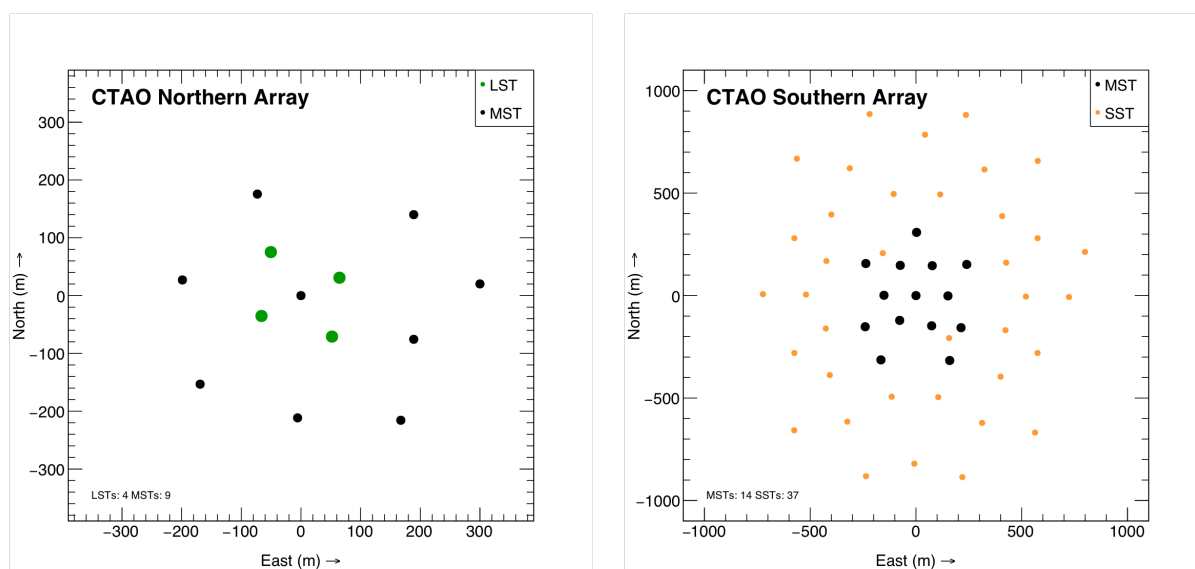 CTAO Northern Array
LST
MST
300
200
100
0
−100
−200
−300
North (m) →
LSTs: 4 MSTs: 9
−300 −200 −100 0 100 200 300
East (m) →
CTAO Southern Array
MST
SST
1000
500
0
−500
−1000
North (m) →
MSTs: 14 SSTs: 37
−1000 −500 0 500 1000
East (m) →